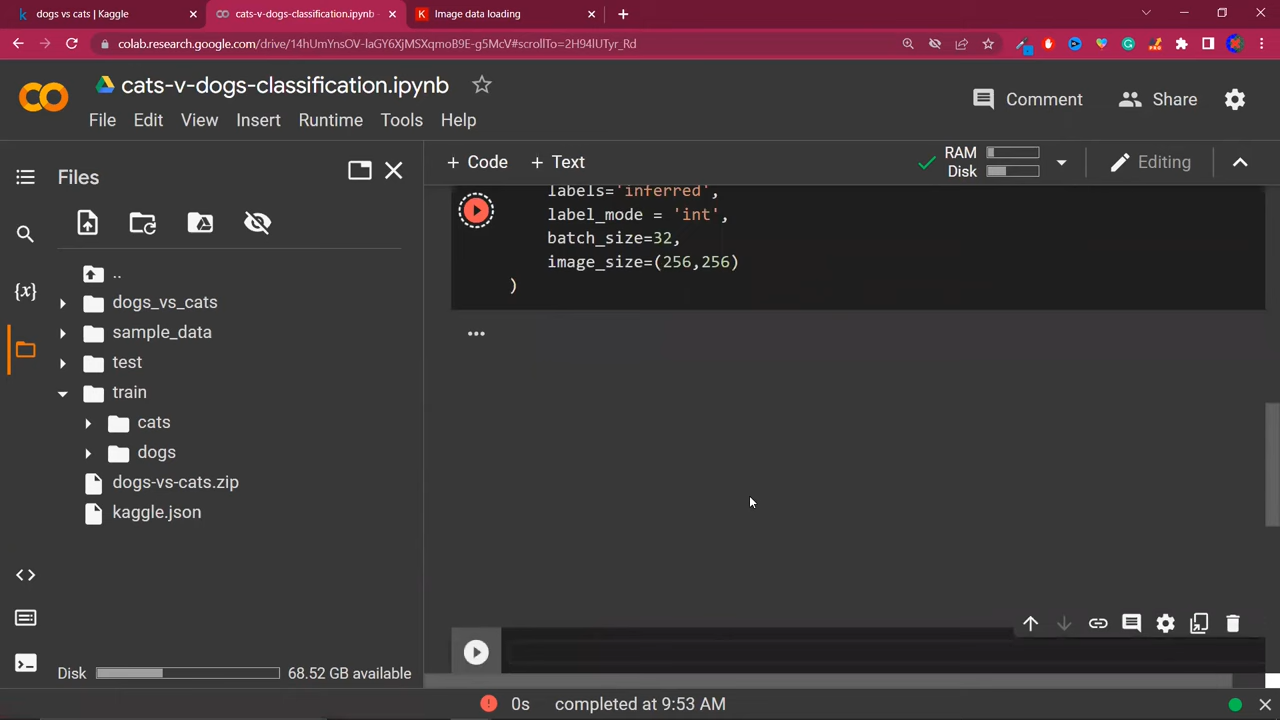 dogs vs cats | Kaggle
cats-v-dogs-classification.ipynb
Image data loading
colab.research.google.com/drive/14hUmYnsOV-laGY6XjMSXqmoB9E-g5McV#scrollTo=2H94lUTyr_Rd
cats-v-dogs-classification.ipynb
Comment
Share
File Edit View Insert Runtime Tools Help
Files
+ Code + Text
RAM
Disk
Editing
..
dogs_vs_cats
sample_data
test
train
cats
dogs
dogs-vs-cats.zip
kaggle.json
labels='inferred',
label_mode = 'int',
batch_size=32,
image_size=(256,256)
)
...
{x}
Disk 68.52 GB available
0s completed at 9:53 AM